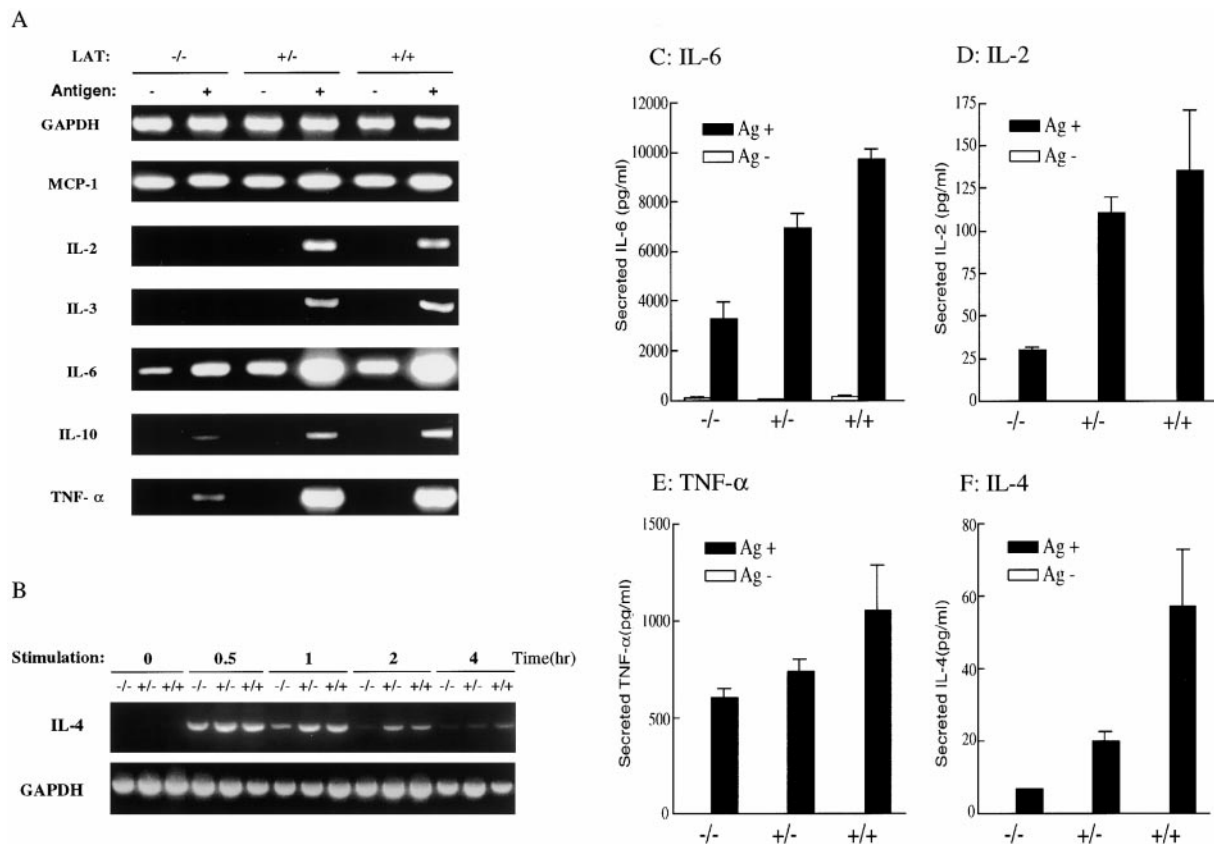 A
LAT: -/- +/- +/+
Antigen: - + - + - +
GAPDH
MCP-1
IL-2
IL-3
IL-6
IL-10
TNF- α
B
Stimulation: 0 0.5 1 2 4 Time(hr)
-/- +/- +/+ -/- +/- +/+ -/- +/- +/+ -/- +/- +/+ -/- +/- +/+
IL-4
GAPDH
C: IL-6
Secreted IL-6 (pg/ml)
12000
10000
8000
6000
4000
2000
0
Ag +
Ag -
-/- +/- +/+
D: IL-2
Secreted IL-2 (pg/ml)
175
150
125
100
75
50
25
0
Ag +
Ag -
-/- +/- +/+
E: TNF-α
Secreted TNF-α(pg/ml)
1500
1000
500
0
Ag +
Ag -
-/- +/- +/+
F: IL-4
Secreted IL-4(pg/ml)
80
60
40
20
0
Ag +
Ag -
-/- +/- +/+